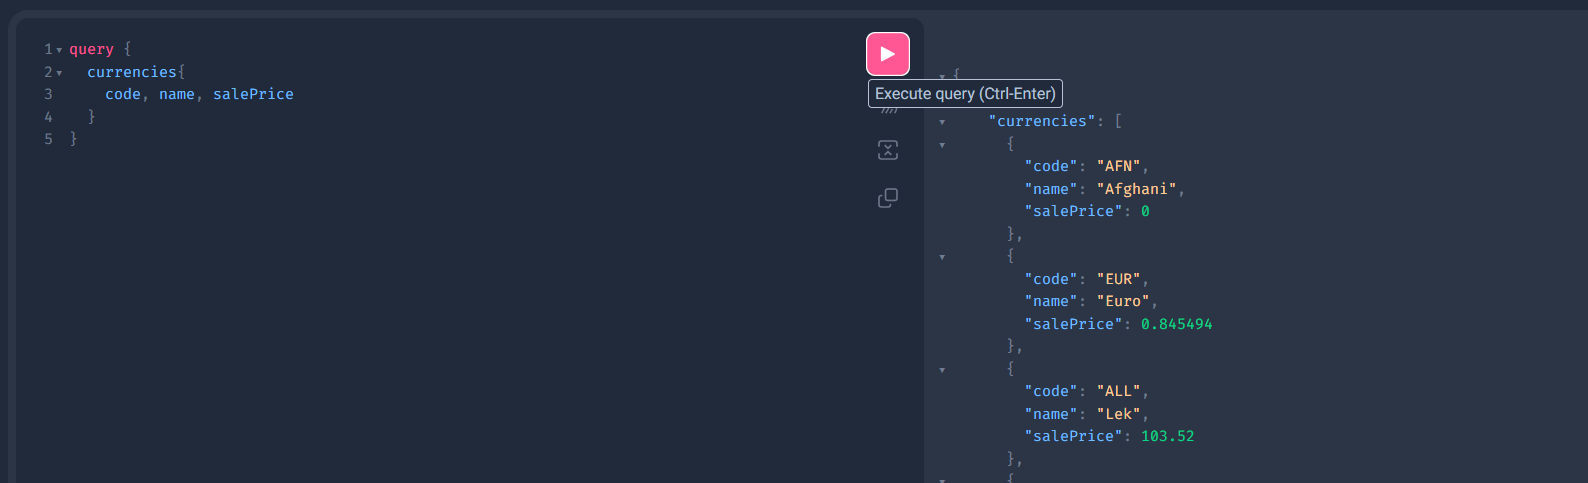 1 query {
2 currencies{
3 code, name, salePrice
4 }
5 }
Execute query (Ctrl-Enter)
{
"currencies": [
{
"code": "AFN",
"name": "Afghani",
"salePrice": 0
},
{
"code": "EUR",
"name": "Euro",
"salePrice": 0.845494
},
{
"code": "ALL",
"name": "Lek",
"salePrice": 103.52
},
{